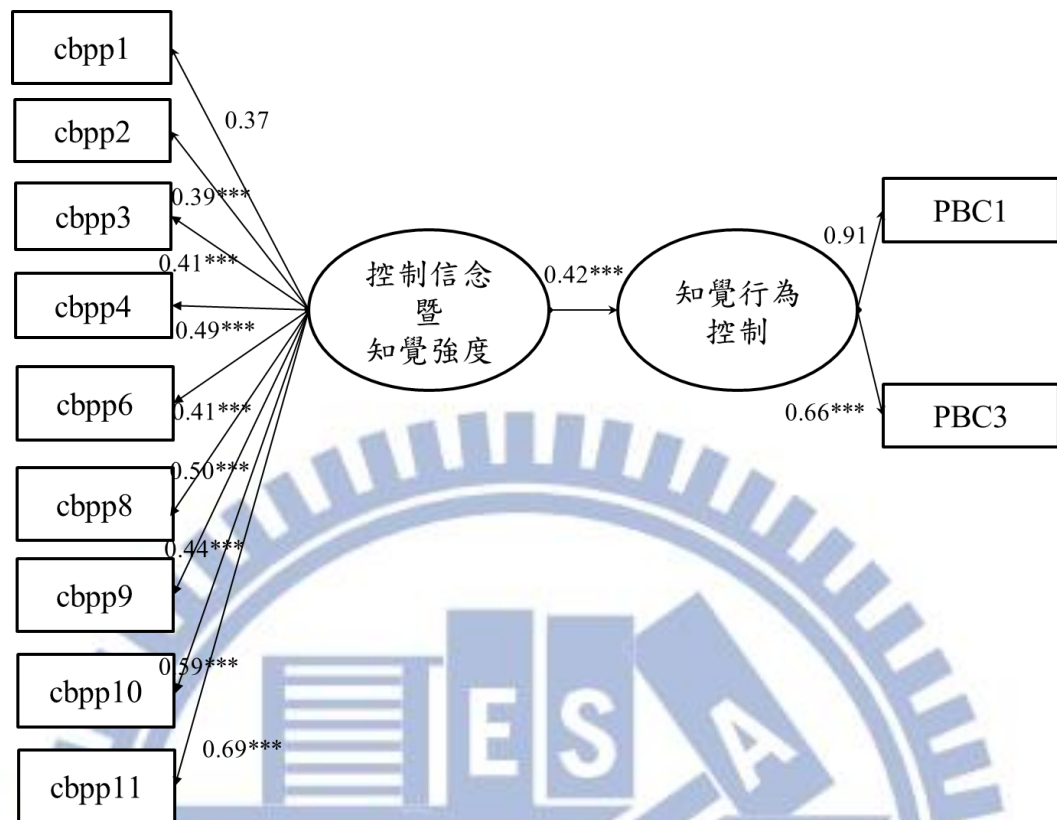 cbpp1
0.37
cbpp2
0.39***
cbpp3
0.41***
cbpp4
0.49***
cbpp6
0.41***
cbpp8
0.50***
0.44***
cbpp9
cbpp10
0.59***
cbpp11
0.69***
控制信念
暨
知覺強度
0.42***
知覺行為
控制
0.91
PBC1
0.66***
PBC3
E S A